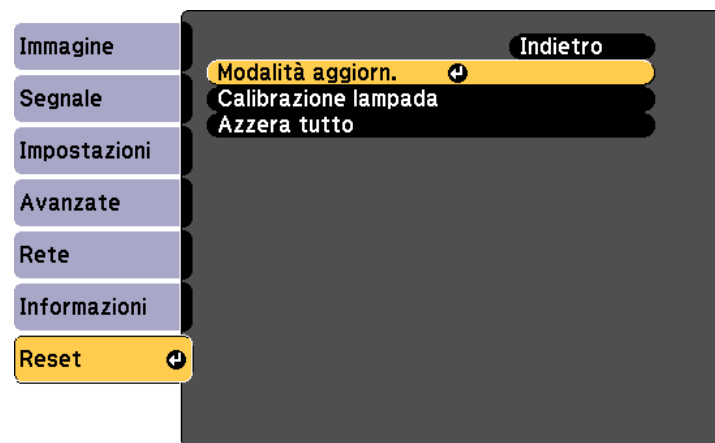 Immagine
Segnale
Impostazioni
Avanzate
Rete
Informazioni
Reset
Indietro
Modalità aggiorn.
Calibrazione lampada
Azzera tutto